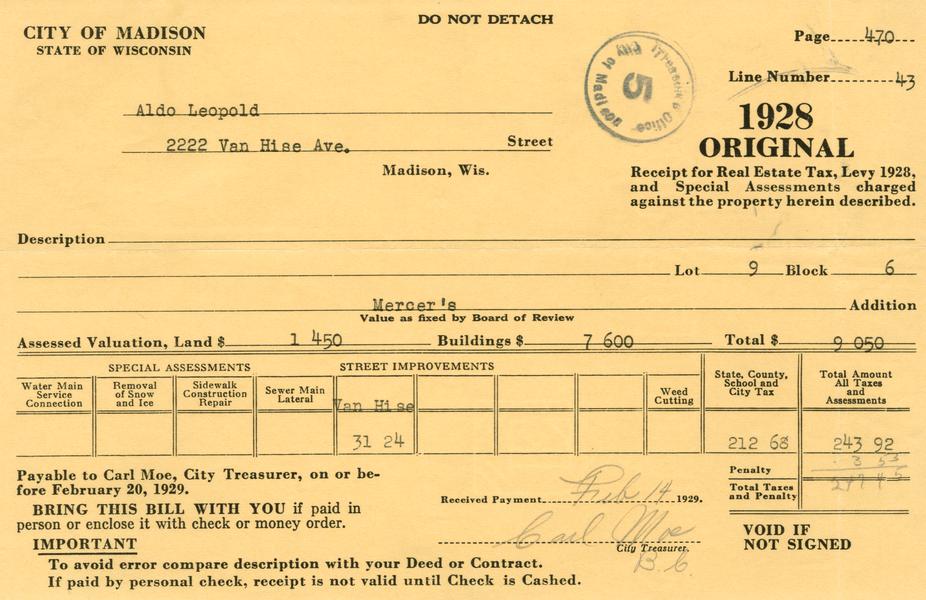 DO NOT DETACH
CITY OF MADISON
STATE OF WISCONSIN
Page 470
Line Number 43
City Treasurer's Office
of Madison
5
Aldo Leopold
2222 Van Hise Ave. Street
Madison, Wis.
1928
ORIGINAL
Receipt for Real Estate Tax, Levy 1928,
and Special Assessments charged
against the property herein described.
Description
Lot 9 Block 6
Mercer's Addition
Value as fixed by Board of Review
Assessed Valuation, Land $ 1 450 Buildings $ 7 600 Total $ 9 050
SPECIAL ASSESSMENTS STREET IMPROVEMENTS
Water Main Service Connection
Removal of Snow and Ice
Sidewalk Construction Repair
Sewer Main Lateral
Van Hise
Weed Cutting
State, County, School and City Tax
Total Amount All Taxes and Assessments
31 24 212 68 243 92
Penalty
Total Taxes and Penalty
Payable to Carl Moe, City Treasurer, on or be-
fore February 20, 1929.
BRING THIS BILL WITH YOU if paid in
person or enclose it with check or money order.
IMPORTANT
To avoid error compare description with your Deed or Contract.
If paid by personal check, receipt is not valid until Check is Cashed.
Received Payment Feb 14 1929.
Carl Moe
City Treasurer.
B.C.
VOID IF
NOT SIGNED